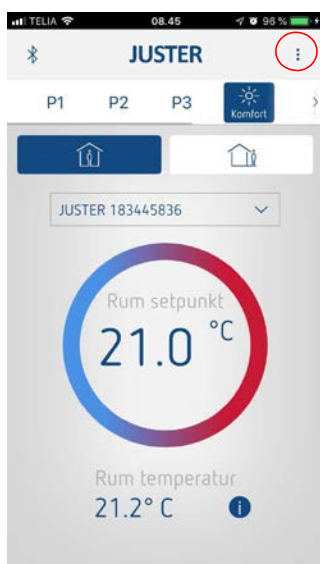 TELIA 08.45 96 %
JUSTER
P1 P2 P3 Komfort
JUSTER 183445836
Rum setpunkt
21.0 °C
Rum temperatur
21.2° C i